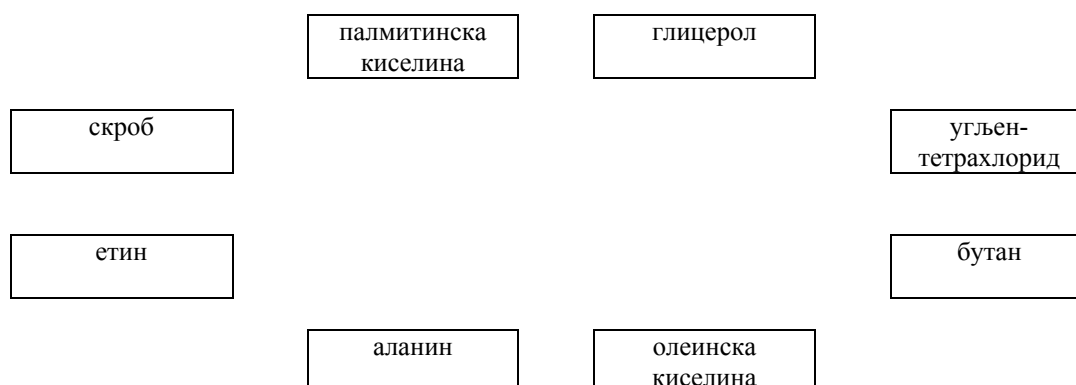 палмитинска
киселина
глицерол
скроб
угљен-
тетрахлорид
етин
бутан
аланин
олеинска
киселина